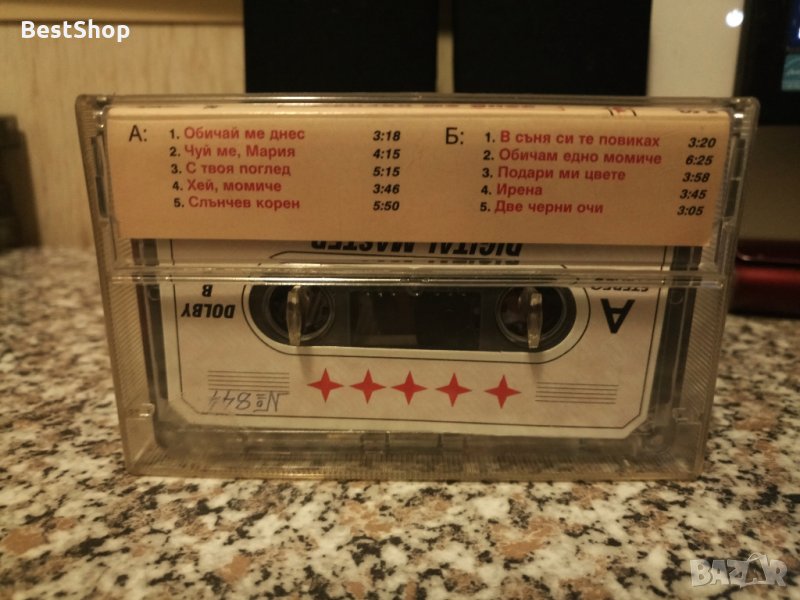 BestShop
А:
1. Обичай ме днес 3:18
2. Чуй ме, Мария 4:15
3. С твоя поглед 5:15
4. Хей, момиче 3:46
5. Слънчев корен 5:50
Б:
1. В съня си те повиках 3:20
2. Обичам едно момиче 6:25
3. Подари ми цвете 3:58
4. Ирена 3:45
5. Две черни очи 3:05
DIGITAL MASTER
STEREO
A
DOLBY
B
№844
BAZAR